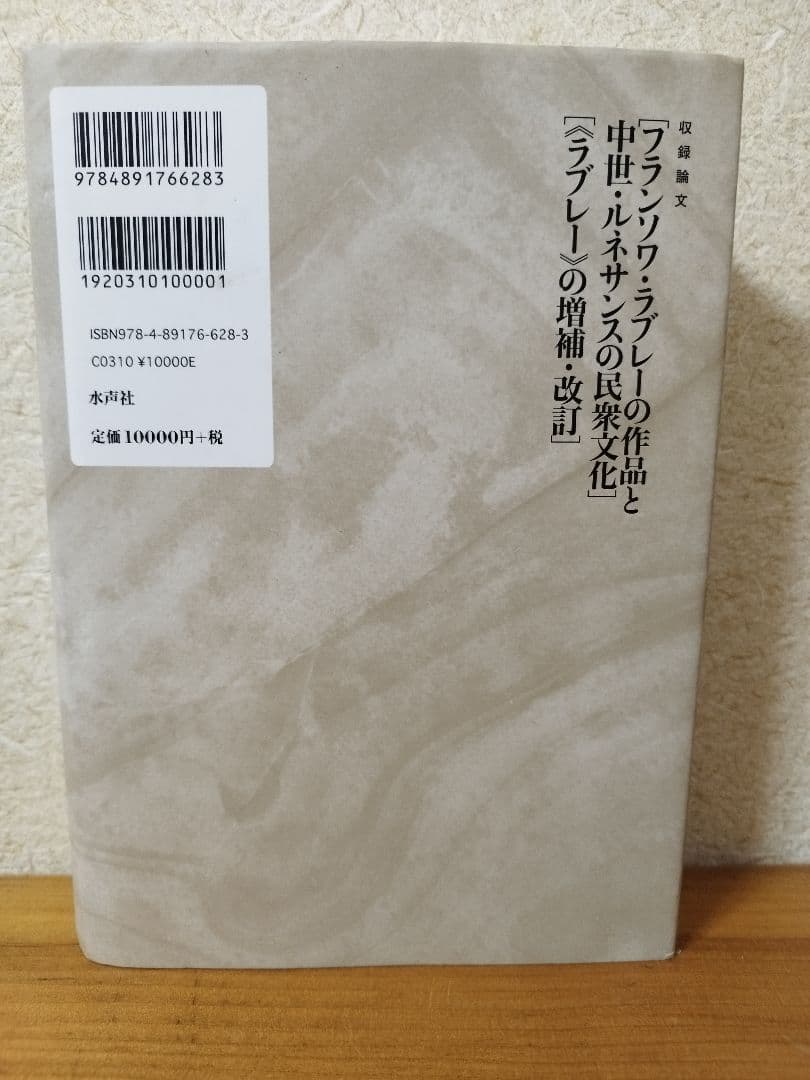 収録論文
[フランソワ・ラブレーの作品と
中世・ルネサンスの民衆文化]
[《ラブレー》の増補・改訂]
9784891766283
1920310100001
ISBN978-4-89176-628-3
C0310 ¥10000E
水声社
定価10000円+税